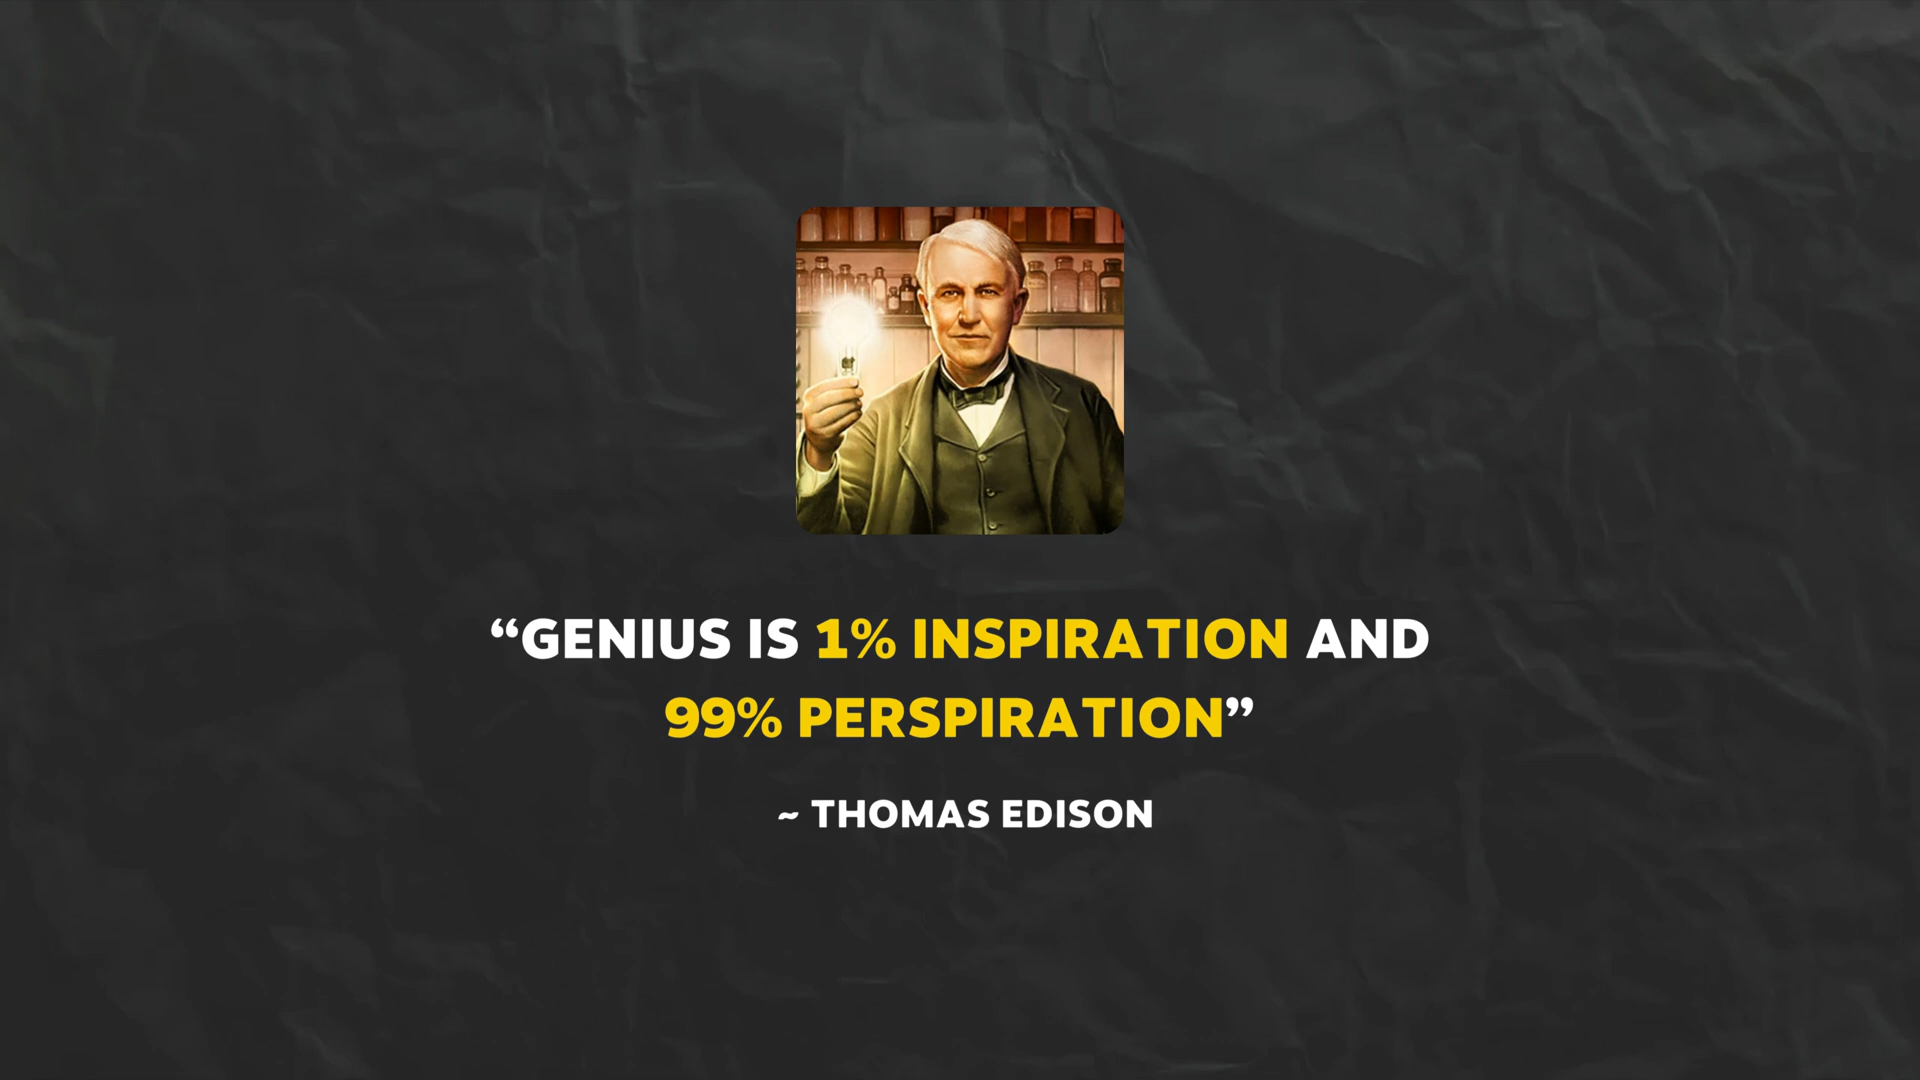 “GENIUS IS 1% INSPIRATION AND
99% PERSPIRATION”
~ THOMAS EDISON